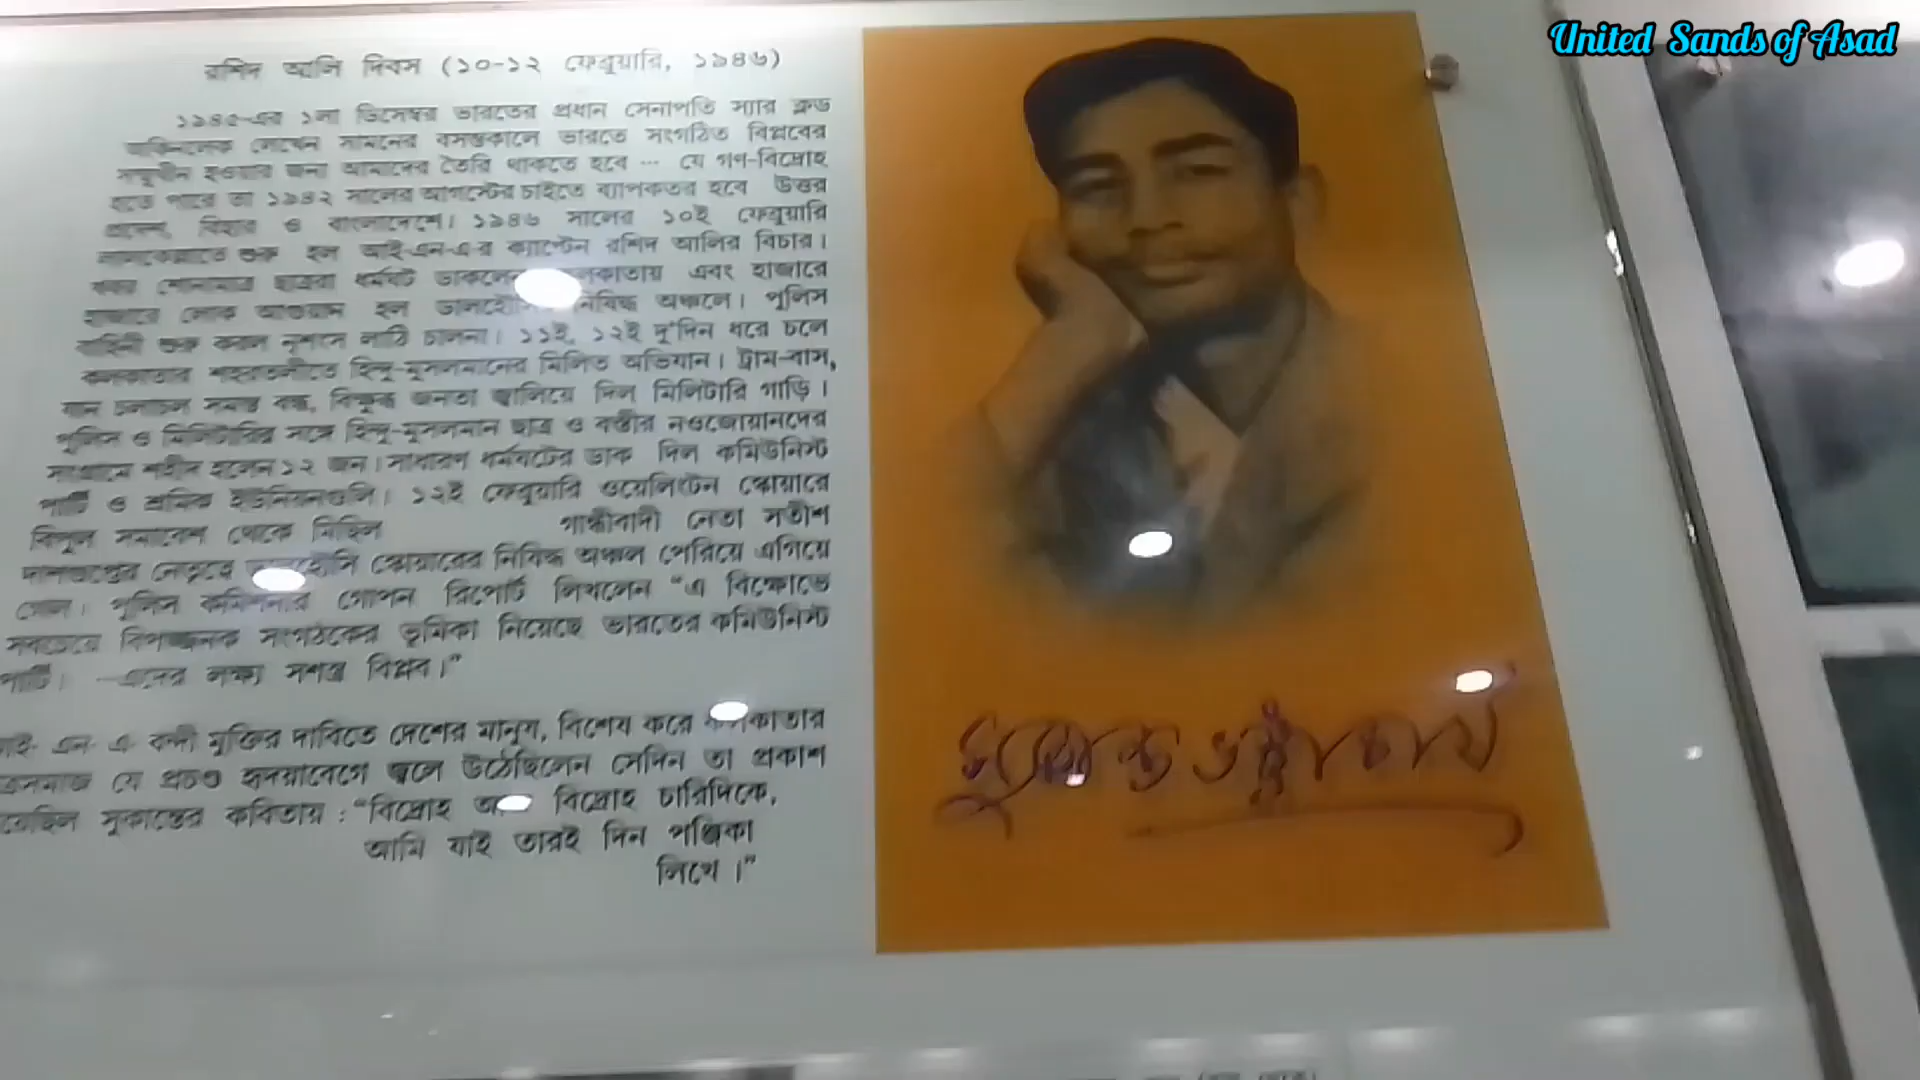 United Sands of Asad
রশিদ আলি দিবস (১০-১২ ফেব্রুয়ারি, ১৯৪৬)
১৯৪৫-এর ১লা ডিসেম্বর ভারতের প্রধান সেনাপতি স্যার ক্লড
অকিনলেক লেখেন সামনের বসন্তকালে ভারতে সংগঠিত বিপ্লবের
সম্মুখীন হওয়ার জন্য আমাদের তৈরি থাকতে হবে ... যে গণ-বিদ্রোহ
হতে পারে তা ১৯৪২ সালের আগস্টের চাইতে ব্যাপকতর হবে উত্তর
প্রদেশ, বিহার ও বাংলাদেশে। ১৯৪৬ সালের ১০ই ফেব্রুয়ারি
লালকেল্লাতে শুরু হল আই-এন-এ-র ক্যাপ্টেন রশিদ আলির বিচার।
খবর শোনামাত্র ছাত্ররা ধর্মঘট ডাকলেন এবং হাজারে
হাজারে লোক আগুয়ান হল নিষিদ্ধ অঞ্চলে। পুলিস
বাহিনী শুরু করল নৃশংস লাঠি চালনা। ১১ই, ১২ই দু'দিন ধরে চলে
কলকাতার শহরতলীতে হিন্দু-মুসলমানের মিলিত অভিযান। ট্রাম-বাস,
যান চলাচল সমস্ত বন্ধ, বিক্ষুব্ধ জনতা জ্বালিয়ে দিল মিলিটারি গাড়ি।
পুলিস ও মিলিটারির সঙ্গে হিন্দু-মুসলমান ছাত্র ও বস্তীর নওজোয়ানদের
সংগ্রামে শহীদ হলেন ১২ জন। সাধারণ ধর্মঘটের ডাক দিল কমিউনিস্ট
পার্টি ও শ্রমিক ইউনিয়নগুলি। ১২ই ফেব্রুয়ারি ওয়েলিংটন স্কোয়ারে
বিপুল সমাবেশ থেকে মিছিল গান্ধীবাদী নেতা সতীশ
দাশগুপ্তের নেতৃত্বে স্কোয়ারের নিষিদ্ধ অঞ্চল পেরিয়ে এগিয়ে
গেল। পুলিস কমিশনার গোপন রিপোর্ট লিখলেন "এ বিক্ষোভে
সবচেয়ে বিপজ্জনক সংগঠকের ভূমিকা নিয়েছে ভারতের কমিউনিস্ট
পার্টি। —এদের লক্ষ্য সশস্ত্র বিপ্লব।"
এন- এ- বন্দী মুক্তির দাবিতে দেশের মানুষ, বিশেষ করে কলকাতার
যে প্রচণ্ড হৃদয়াবেগে জ্বলে উঠেছিলেন সেদিন তা প্রকাশ
সুকান্তের কবিতায় : "বিদ্রোহ আজ বিদ্রোহ চারিদিকে,
আমি যাই তারই দিন পঞ্জিকা
লিখে।"
সুকান্ত ভট্টাচার্য